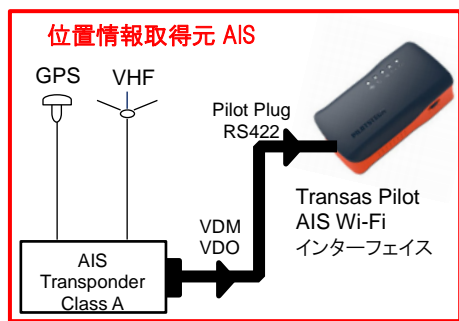 位置情報取得元 AIS
GPS
VHF
Pilot Plug
RS422
Transas Pilot
AIS Wi-Fi
インターフェイス
VDM
VDO
AIS
Transponder
Class A